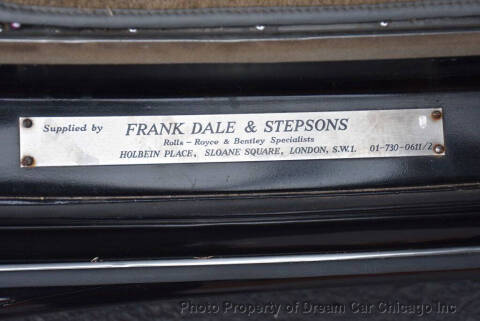 Supplied by FRANK DALE & STEPSONS
Rolls - Royce & Bentley Specialists
HOLBEIN PLACE, SLOANE SQUARE, LONDON, S.W.1. 01-730-0611/2
Photo Property of Dream Car Chicago Inc